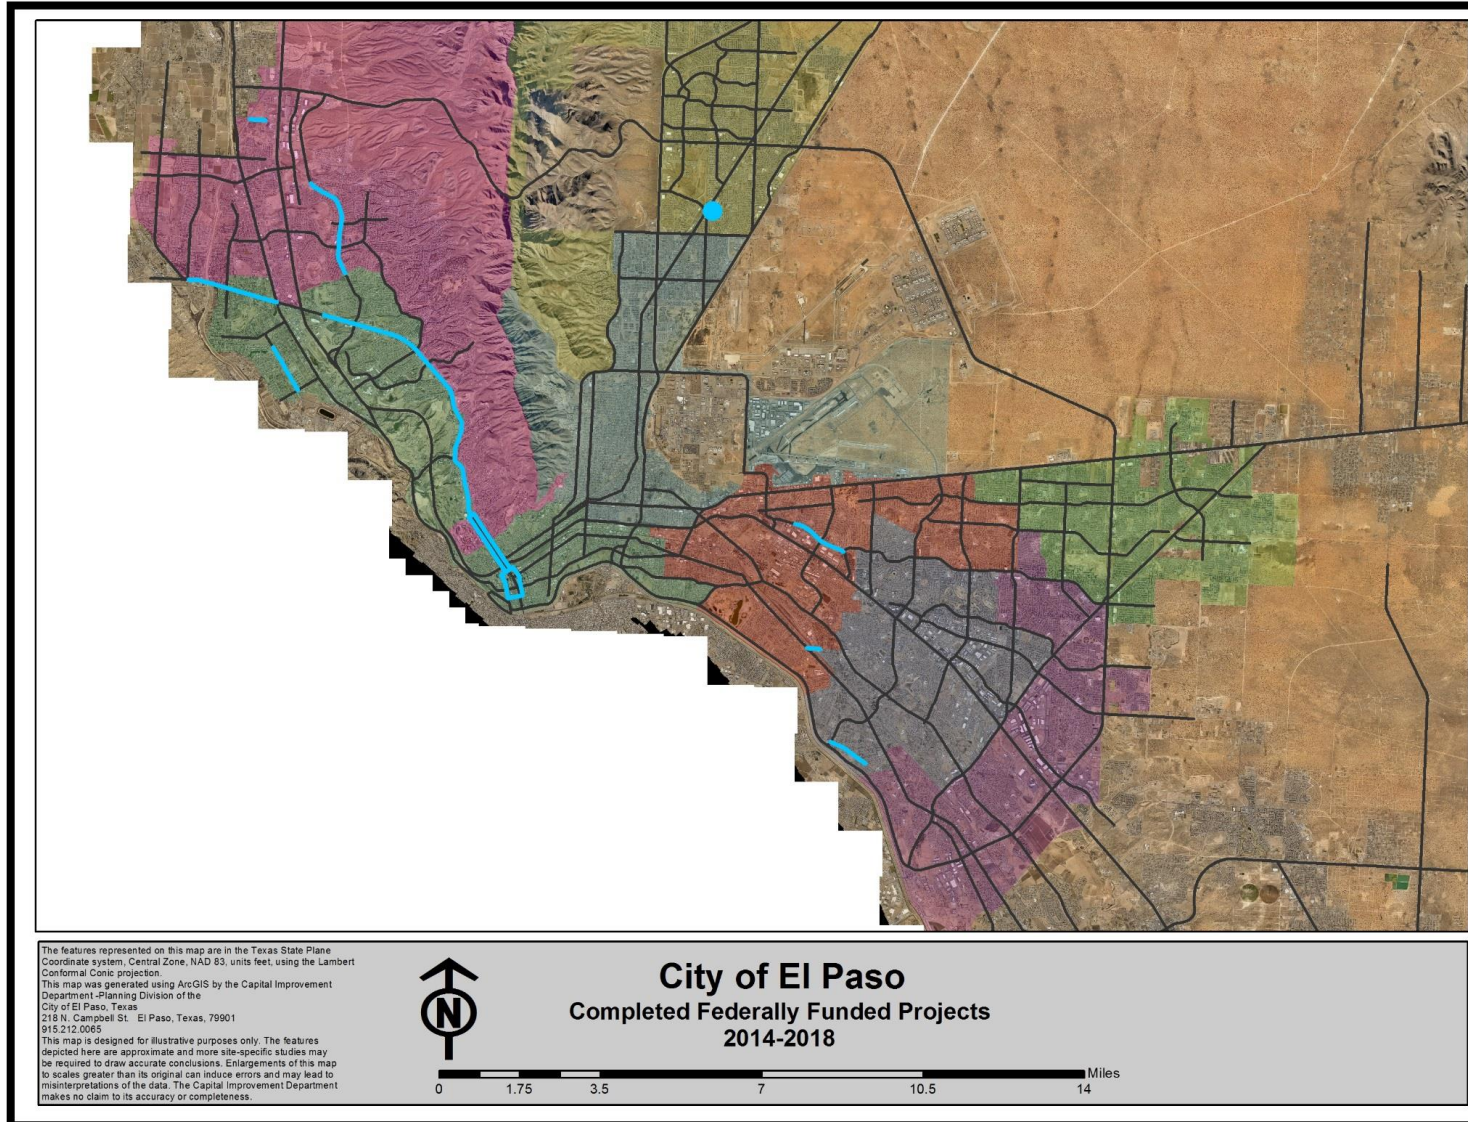 The features represented on this map are in the Texas State Plane
Coordinate system, Central Zone, NAD 83, units feet, using the Lambert
Conformal Conic projection.
This map was generated using ArcGIS by the Capital Improvement
Department -Planning Division of the
City of El Paso, Texas
218 N. Campbell St.   El Paso, Texas, 79901
915.212.0065
This map is designed for illustrative purposes only. The features
depicted here are approximate and more site-specific studies may
be required to draw accurate conclusions. Enlargements of this map
to scales greater than its original can induce errors and may lead to
misinterpretations of the data. The Capital Improvement Department
makes no claim to its accuracy or completeness.
N
City of El Paso
Completed Federally Funded Projects
2014-2018
Miles
0 1.75 3.5 7 10.5 14